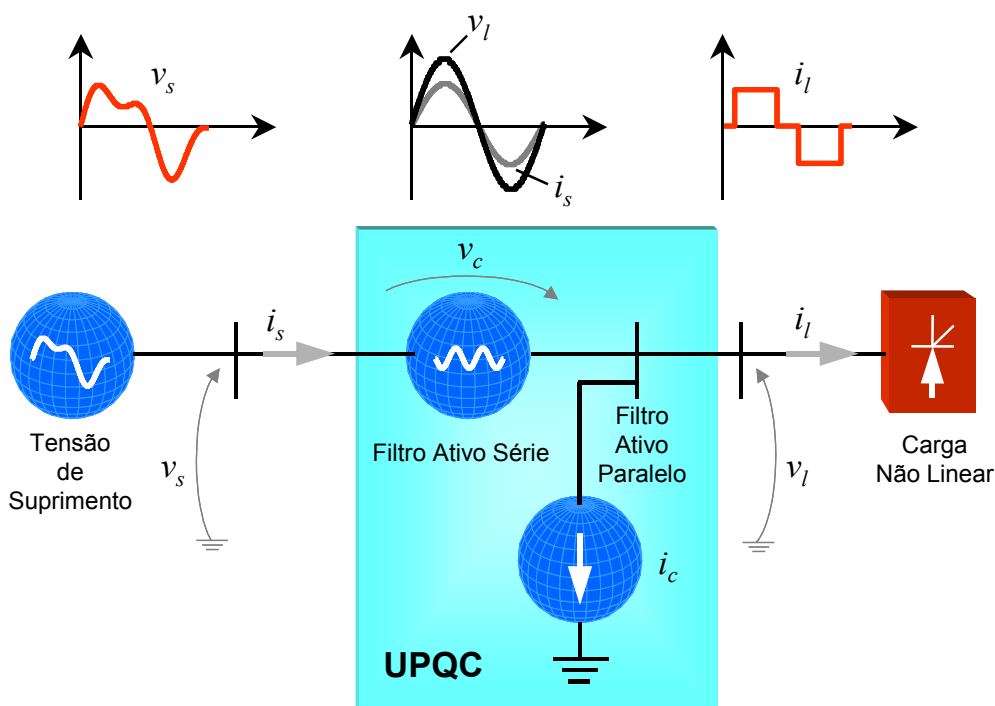 v_s
v_l
i_s
i_l
v_c
i_s
i_l
Tensão
de
Suprimento
v_s
Filtro Ativo Série
Filtro
Ativo
Paralelo
v_l
Carga
Não Linear
i_c
UPQC